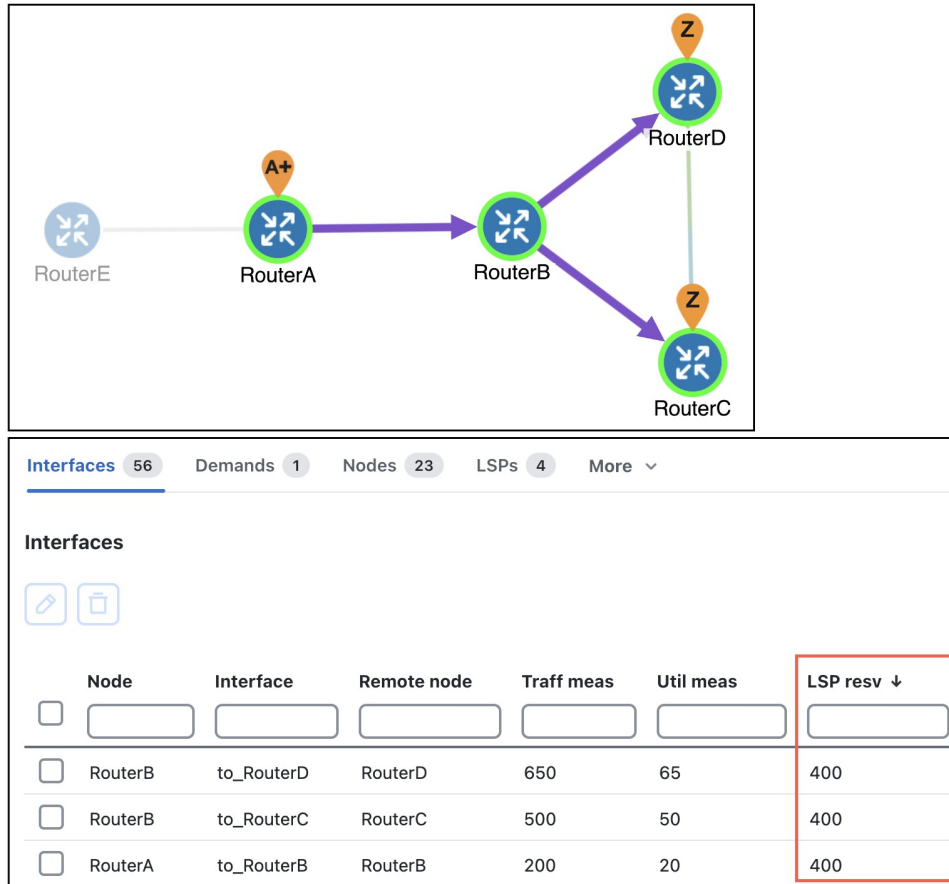 Z
RouterD
A+
RouterE
RouterA
RouterB
Z
RouterC
Interfaces 56 Demands 1 Nodes 23 LSPs 4 More
Interfaces
Node Interface Remote node Traff meas Util meas LSP resv ↓
RouterB to_RouterD RouterD 650 65 400
RouterB to_RouterC RouterC 500 50 400
RouterA to_RouterB RouterB 200 20 400